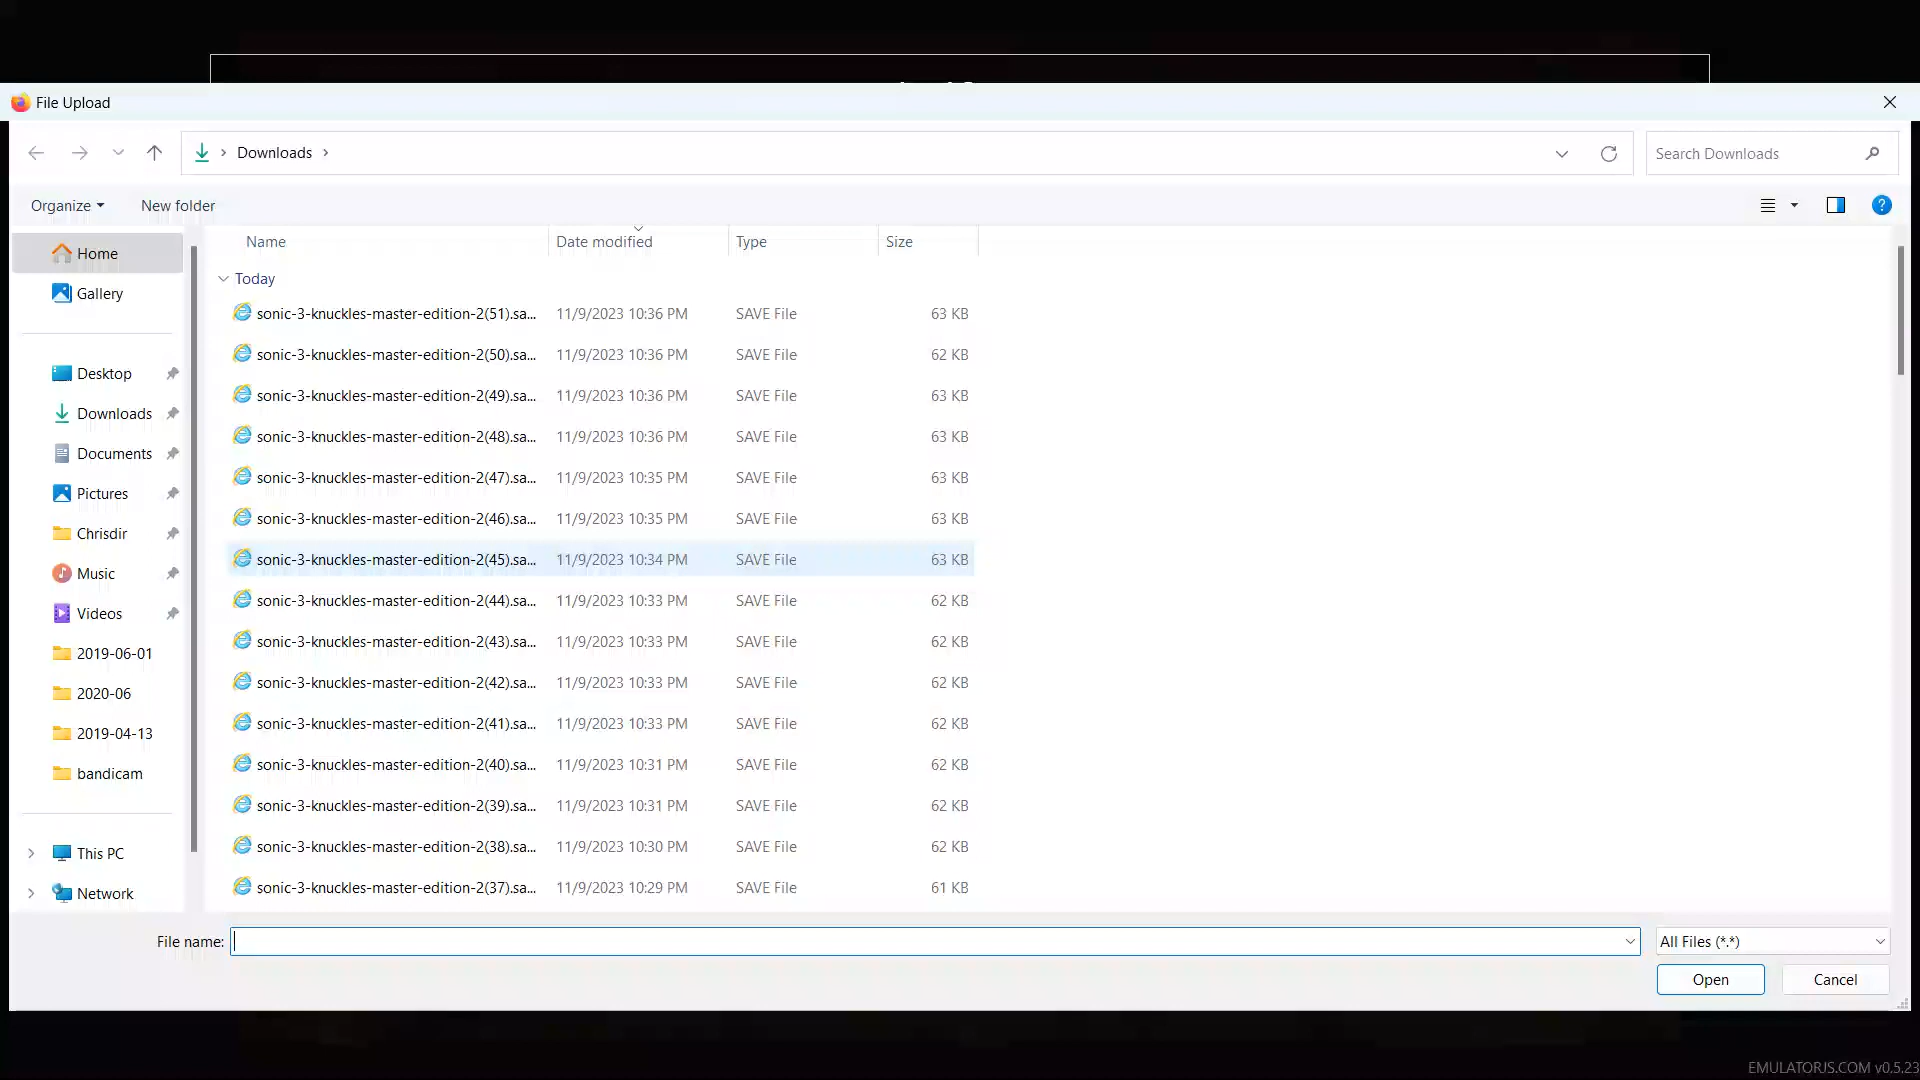 File Upload
Downloads
Search Downloads
Organize
New folder
Home
Gallery
Desktop
Downloads
Documents
Pictures
Chrisdir
Music
Videos
2019-06-01
2020-06
2019-04-13
bandicam
This PC
Network
Name Date modified Type Size
Today
sonic-3-knuckles-master-edition-2(51).sa... 11/9/2023 10:36 PM SAVE File 63 KB
sonic-3-knuckles-master-edition-2(50).sa... 11/9/2023 10:36 PM SAVE File 62 KB
sonic-3-knuckles-master-edition-2(49).sa... 11/9/2023 10:36 PM SAVE File 63 KB
sonic-3-knuckles-master-edition-2(48).sa... 11/9/2023 10:36 PM SAVE File 63 KB
sonic-3-knuckles-master-edition-2(47).sa... 11/9/2023 10:35 PM SAVE File 63 KB
sonic-3-knuckles-master-edition-2(46).sa... 11/9/2023 10:35 PM SAVE File 63 KB
sonic-3-knuckles-master-edition-2(45).sa... 11/9/2023 10:34 PM SAVE File 63 KB
sonic-3-knuckles-master-edition-2(44).sa... 11/9/2023 10:33 PM SAVE File 62 KB
sonic-3-knuckles-master-edition-2(43).sa... 11/9/2023 10:33 PM SAVE File 62 KB
sonic-3-knuckles-master-edition-2(42).sa... 11/9/2023 10:33 PM SAVE File 62 KB
sonic-3-knuckles-master-edition-2(41).sa... 11/9/2023 10:33 PM SAVE File 62 KB
sonic-3-knuckles-master-edition-2(40).sa... 11/9/2023 10:31 PM SAVE File 62 KB
sonic-3-knuckles-master-edition-2(39).sa... 11/9/2023 10:31 PM SAVE File 62 KB
sonic-3-knuckles-master-edition-2(38).sa... 11/9/2023 10:30 PM SAVE File 62 KB
sonic-3-knuckles-master-edition-2(37).sa... 11/9/2023 10:29 PM SAVE File 61 KB
File name:
All Files (*.*)
Open
Cancel
EMULATORJS.COM v0.5.23